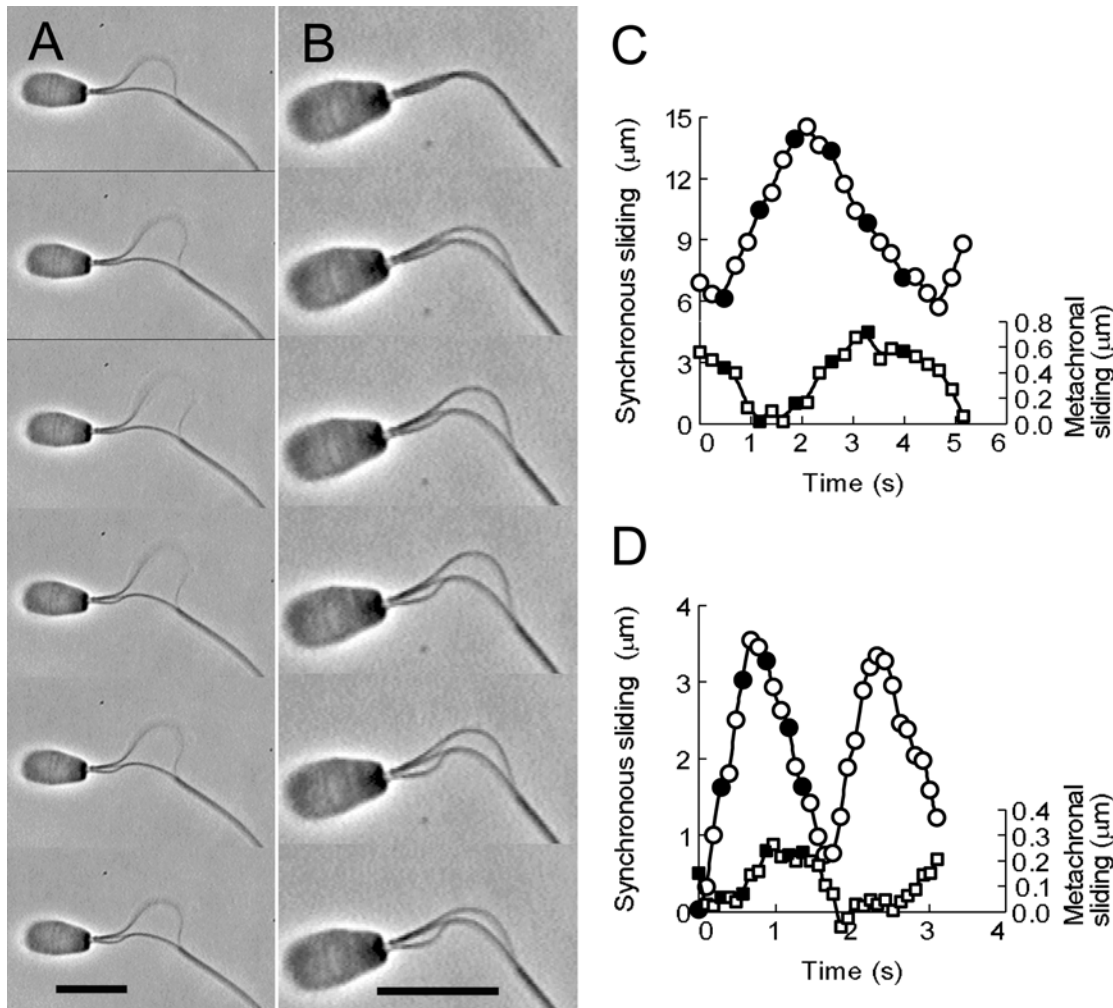 A
B
C
Synchronous sliding (μm)
15
12
9
6
3
0
0.8
0.6
0.4
0.2
0.0
Metachronal
sliding (μm)
0 1 2 3 4 5 6
Time (s)
D
Synchronous sliding (μm)
4
3
2
1
0
0.4
0.3
0.2
0.1
0.0
Metachronal
sliding (μm)
0 1 2 3 4
Time (s)